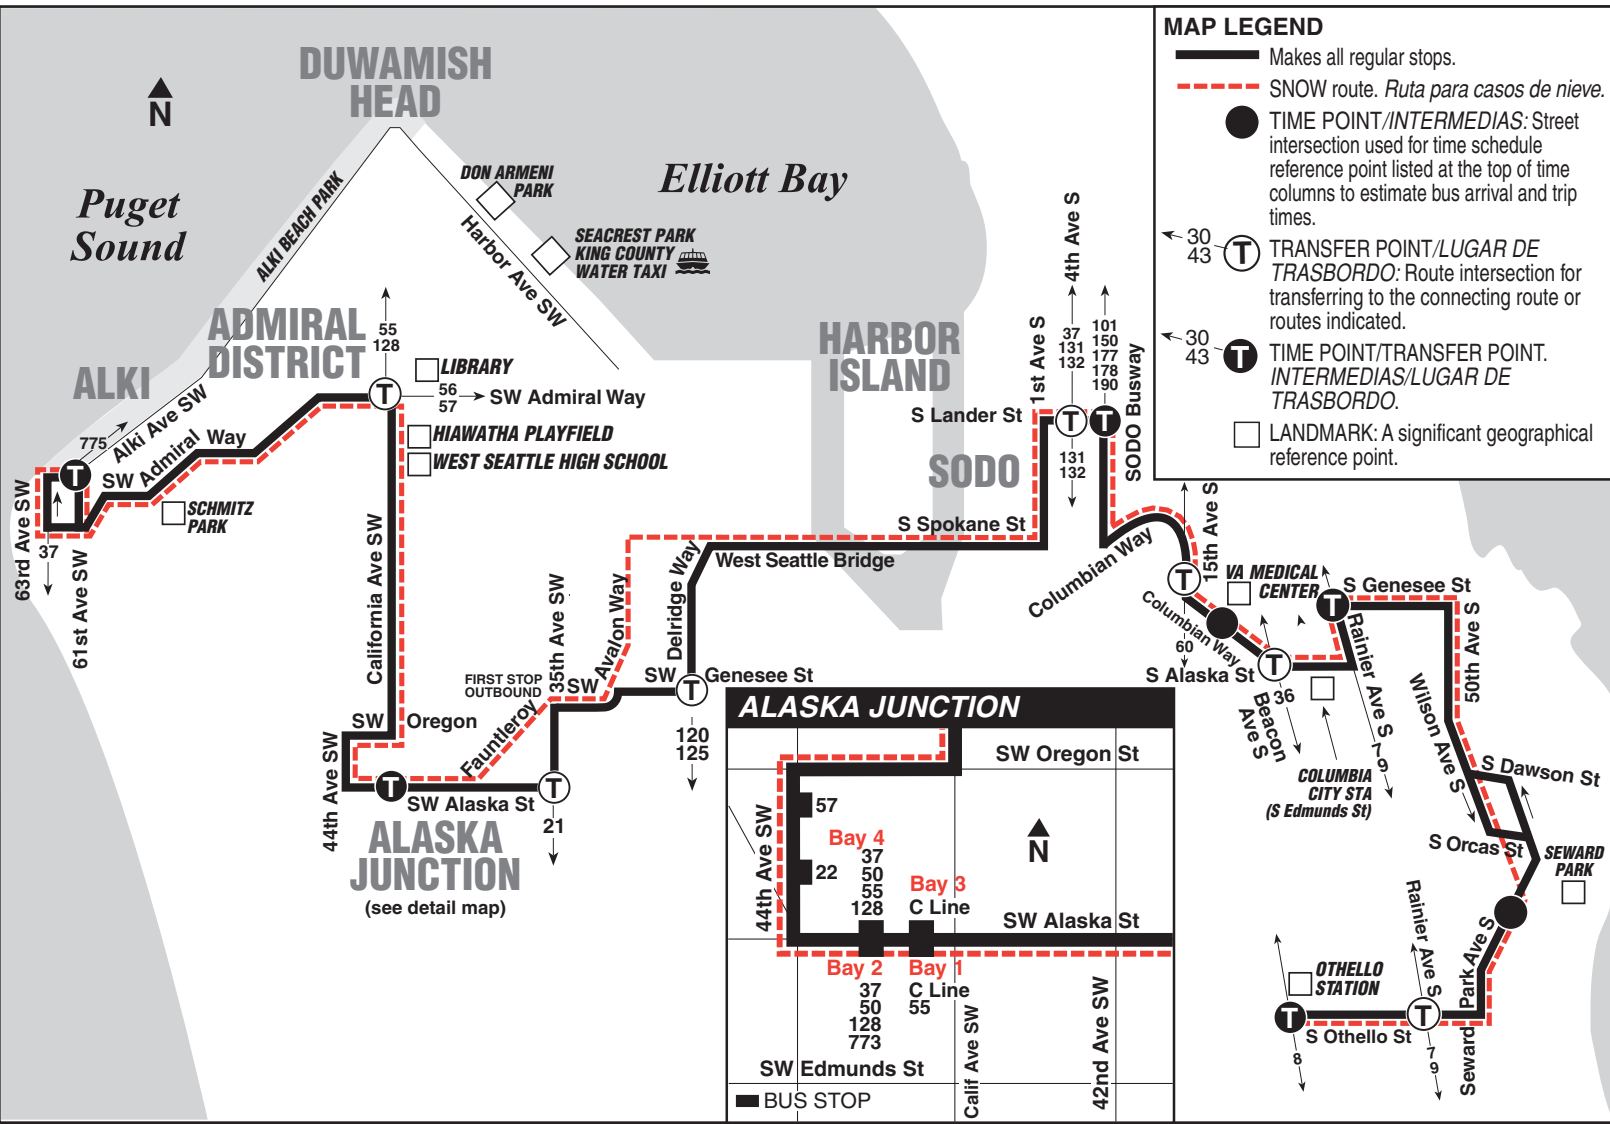 MAP LEGEND
Makes all regular stops.
SNOW route. Ruta para casos de nieve.
TIME POINT/INTERMEDIAS: Street
intersection used for time schedule
reference point listed at the top of time
columns to estimate bus arrival and trip
times.
30
43
T
TRANSFER POINT/LUGAR DE
TRASBORDO: Route intersection for
transferring to the connecting route or
routes indicated.
30
43
T
TIME POINT/TRANSFER POINT.
INTERMEDIAS/LUGAR DE
TRASBORDO.
LANDMARK: A significant geographical
reference point.
N
DUWAMISH
HEAD
Puget
Sound
Elliott Bay
DON ARMENI
PARK
SEACREST PARK
KING COUNTY
WATER TAXI
ALKI BEACH PARK
Harbor Ave SW
ADMIRAL
DISTRICT
55
128
LIBRARY
56
57
SW Admiral Way
T
HIAWATHA PLAYFIELD
WEST SEATTLE HIGH SCHOOL
ALKI
775
Alki Ave SW
SW Admiral Way
T
SCHMITZ
PARK
63rd Ave SW
37
61st Ave SW
California Ave SW
SW Oregon
44th Ave SW
T
SW Alaska St
ALASKA
JUNCTION
(see detail map)
Fauntleroy
FIRST STOP
OUTBOUND
35th Ave SW
SW
Avalon Way
T
21
SW Genesee St
T
Delridge Way
120
125
HARBOR
ISLAND
SODO
West Seattle Bridge
S Spokane St
1st Ave S
S Lander St
4th Ave S
37
131
132
T
131
132
101
150
177
178
190
T
SODO Busway
Columbian Way
15th Ave S
T
60
Columbian Way
VA MEDICAL
CENTER
S Alaska St
T
36
Beacon
Ave S
COLUMBIA
CITY STA
(S Edmunds St)
T
S Genesee St
Rainier Ave S
7
9
50th Ave S
Wilson Ave S
S Dawson St
S Orcas St
SEWARD
PARK
Seward Park Ave S
Rainier Ave S
T
7
9
OTHELLO
STATION
T
S Othello St
8
ALASKA JUNCTION
SW Oregon St
44th Ave SW
57
22
Bay 4
37
50
55
128
Bay 3
C Line
N
SW Alaska St
Bay 2
37
50
128
773
Bay 1
C Line
55
SW Edmunds St
Calif Ave SW
42nd Ave SW
BUS STOP